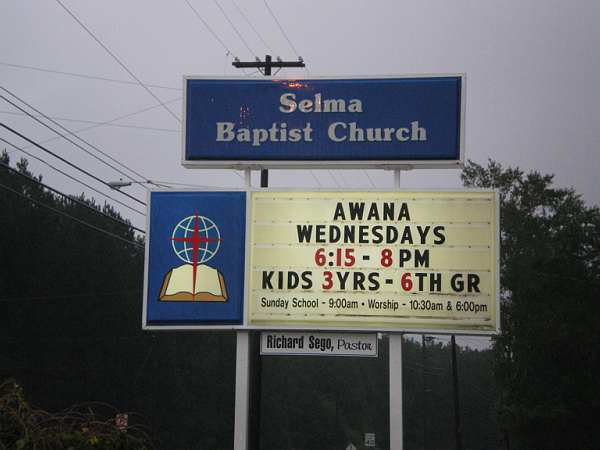 Selma
Baptist Church
AWANA
WEDNESDAYS
6:15 - 8 PM
KIDS 3YRS - 6TH GR
Sunday School - 9:00am • Worship - 10:30am & 6:00pm
Richard Sego, Pastor